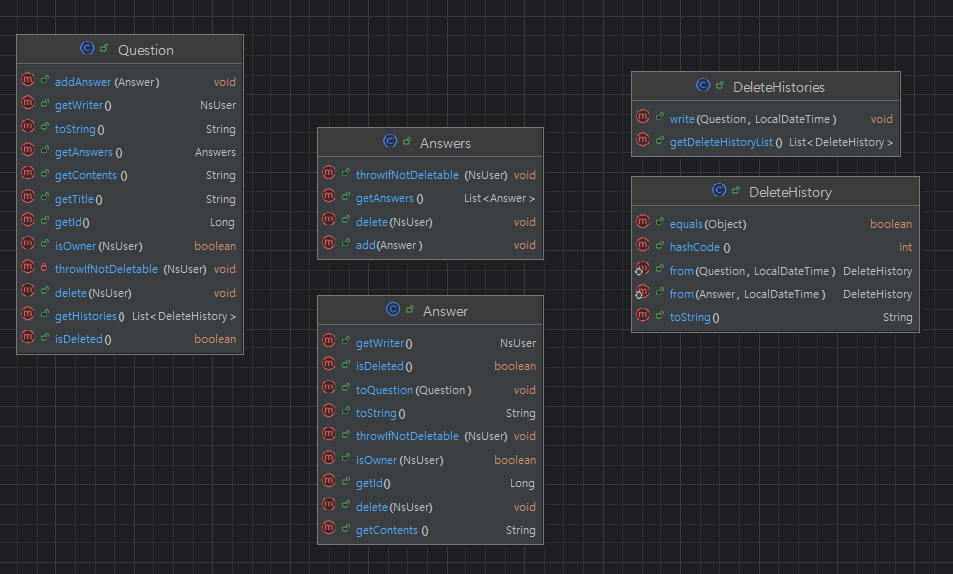 Question
addAnswer(Answer) void
getWriter() NsUser
toString() String
getAnswers() Answers
getContents() String
getTitle() String
getId() Long
isOwner(NsUser) boolean
throwIfNotDeletable(NsUser) void
delete(NsUser) void
getHistories() List<DeleteHistory>
isDeleted() boolean
Answers
throwIfNotDeletable(NsUser) void
getAnswers() List<Answer>
delete(NsUser) void
add(Answer) void
Answer
getWriter() NsUser
isDeleted() boolean
toQuestion(Question) void
toString() String
throwIfNotDeletable(NsUser) void
isOwner(NsUser) boolean
getId() Long
delete(NsUser) void
getContents() String
DeleteHistories
write(Question, LocalDateTime) void
getDeleteHistoryList() List<DeleteHistory>
DeleteHistory
equals(Object) boolean
hashCode() int
from(Question, LocalDateTime) DeleteHistory
from(Answer, LocalDateTime) DeleteHistory
toString() String